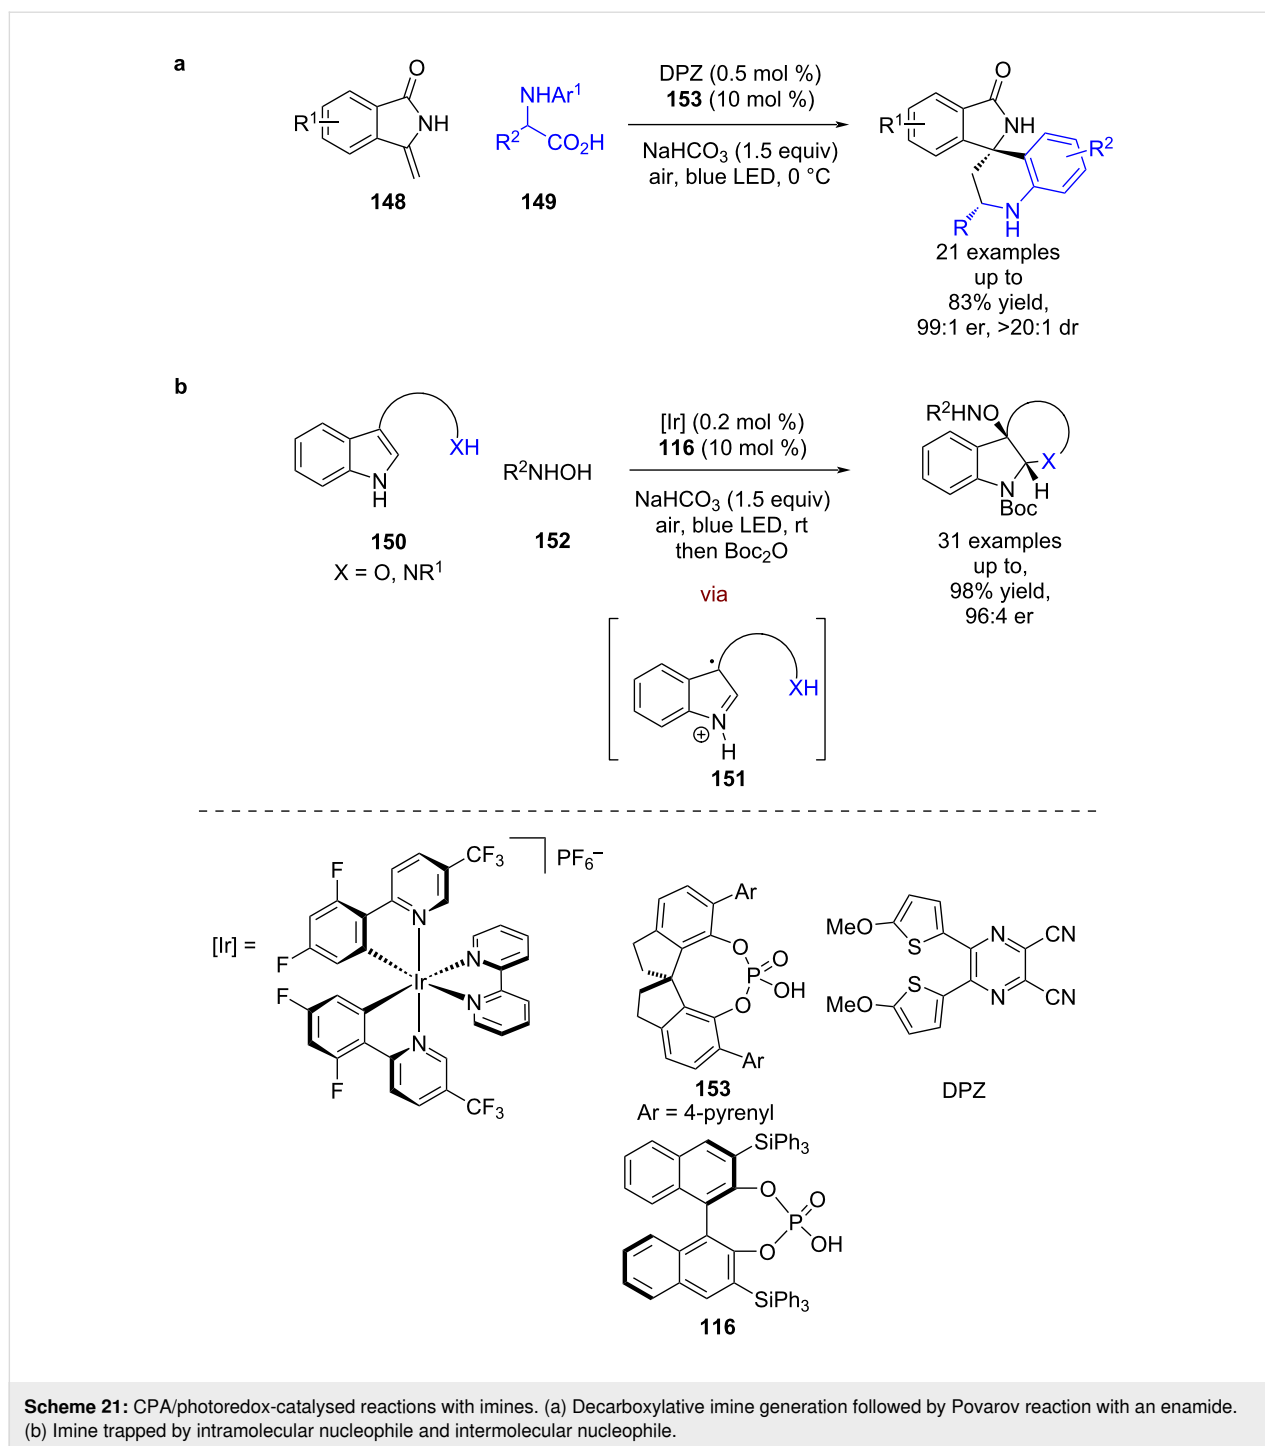 a
O
NH
R¹
148
NHAr¹
R²
CO₂H
149
DPZ (0.5 mol %)
153 (10 mol %)
NaHCO₃ (1.5 equiv)
air, blue LED, 0 °C
O
R¹
NH
R²
N
H
R
21 examples
up to
83% yield,
99:1 er, >20:1 dr
b
XH
N
H
150
X = O, NR¹
R²NHOH
152
[Ir] (0.2 mol %)
116 (10 mol %)
NaHCO₃ (1.5 equiv)
air, blue LED, rt
then Boc₂O
via
R²HNO
X
N
H
Boc
31 examples
up to,
98% yield,
96:4 er
XH
N
⊕
H
151
[Ir] =
F
CF₃
PF₆⁻
N
F
N
Ir
F
N
N
F
CF₃
Ar
O
O
P
OH
O
Ar
153
Ar = 4-pyrenyl
MeO
S
N
CN
S
MeO
N
CN
DPZ
SiPh₃
O
O
P
OH
O
SiPh₃
116
Scheme 21: CPA/photoredox-catalysed reactions with imines. (a) Decarboxylative imine generation followed by Povarov reaction with an enamide.
(b) Imine trapped by intramolecular nucleophile and intermolecular nucleophile.